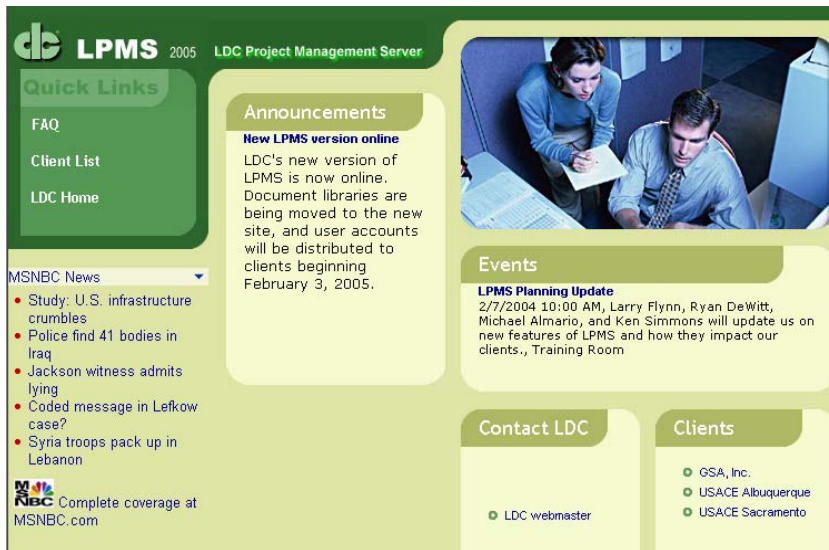 dc LPMS 2005 LDC Project Management Server
Quick Links
FAQ
Client List
LDC Home
MSNBC News
Study: U.S. infrastructure
crumbles
Police find 41 bodies in
Iraq
Jackson witness admits
lying
Coded message in Lefkow
case?
Syria troops pack up in
Lebanon
MSNBC Complete coverage at
MSNBC.com
Announcements
New LPMS version online
LDC's new version of
LPMS is now online.
Document libraries are
being moved to the new
site, and user accounts
will be distributed to
clients beginning
February 3, 2005.
Events
LPMS Planning Update
2/7/2004 10:00 AM, Larry Flynn, Ryan DeWitt,
Michael Almario, and Ken Simmons will update us on
new features of LPMS and how they impact our
clients., Training Room
Contact LDC
LDC webmaster
Clients
GSA, Inc.
USACE Albuquerque
USACE Sacramento